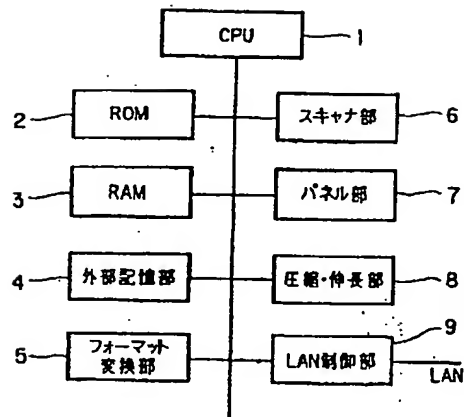 CPU
1
2
ROM
スキャナ部
6
3
RAM
パネル部
7
4
外部記憶部
圧縮・伸長部
8
5
フォーマット
変換部
LAN制御部
9
LAN